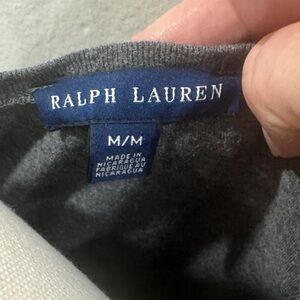 RALPH LAUREN
M/M
MADE IN
NICARAGUA
FABRIQUÉ AU
NICARAGUA